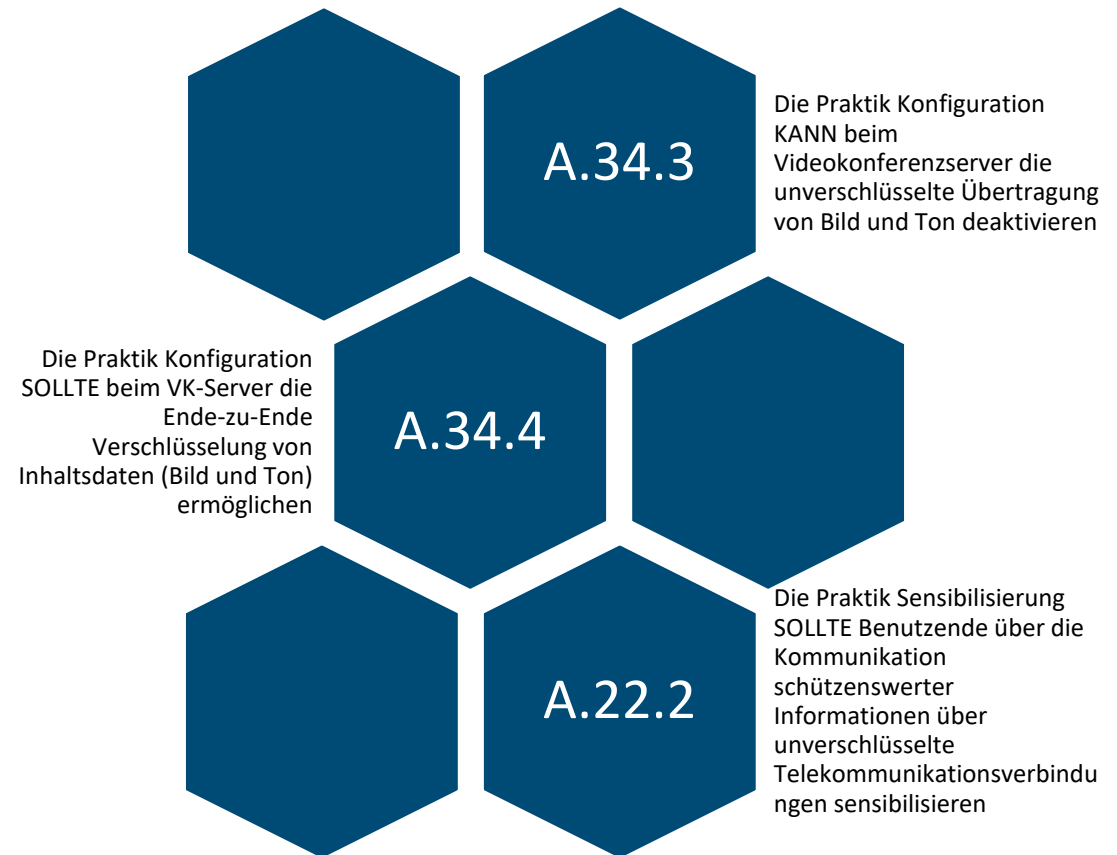 A.34.3
Die Praktik Konfiguration
KANN beim
Videokonferenzserver die
unverschlüsselte Übertragung
von Bild und Ton deaktivieren
Die Praktik Konfiguration
SOLLTE beim VK-Server die
Ende-zu-Ende
Verschlüsselung von
Inhaltsdaten (Bild und Ton)
ermöglichen
A.34.4
A.22.2
Die Praktik Sensibilisierung
SOLLTE Benutzende über die
Kommunikation
schützenswerter
Informationen über
unverschlüsselte
Telekommunikationsverbindu
ngen sensibilisieren